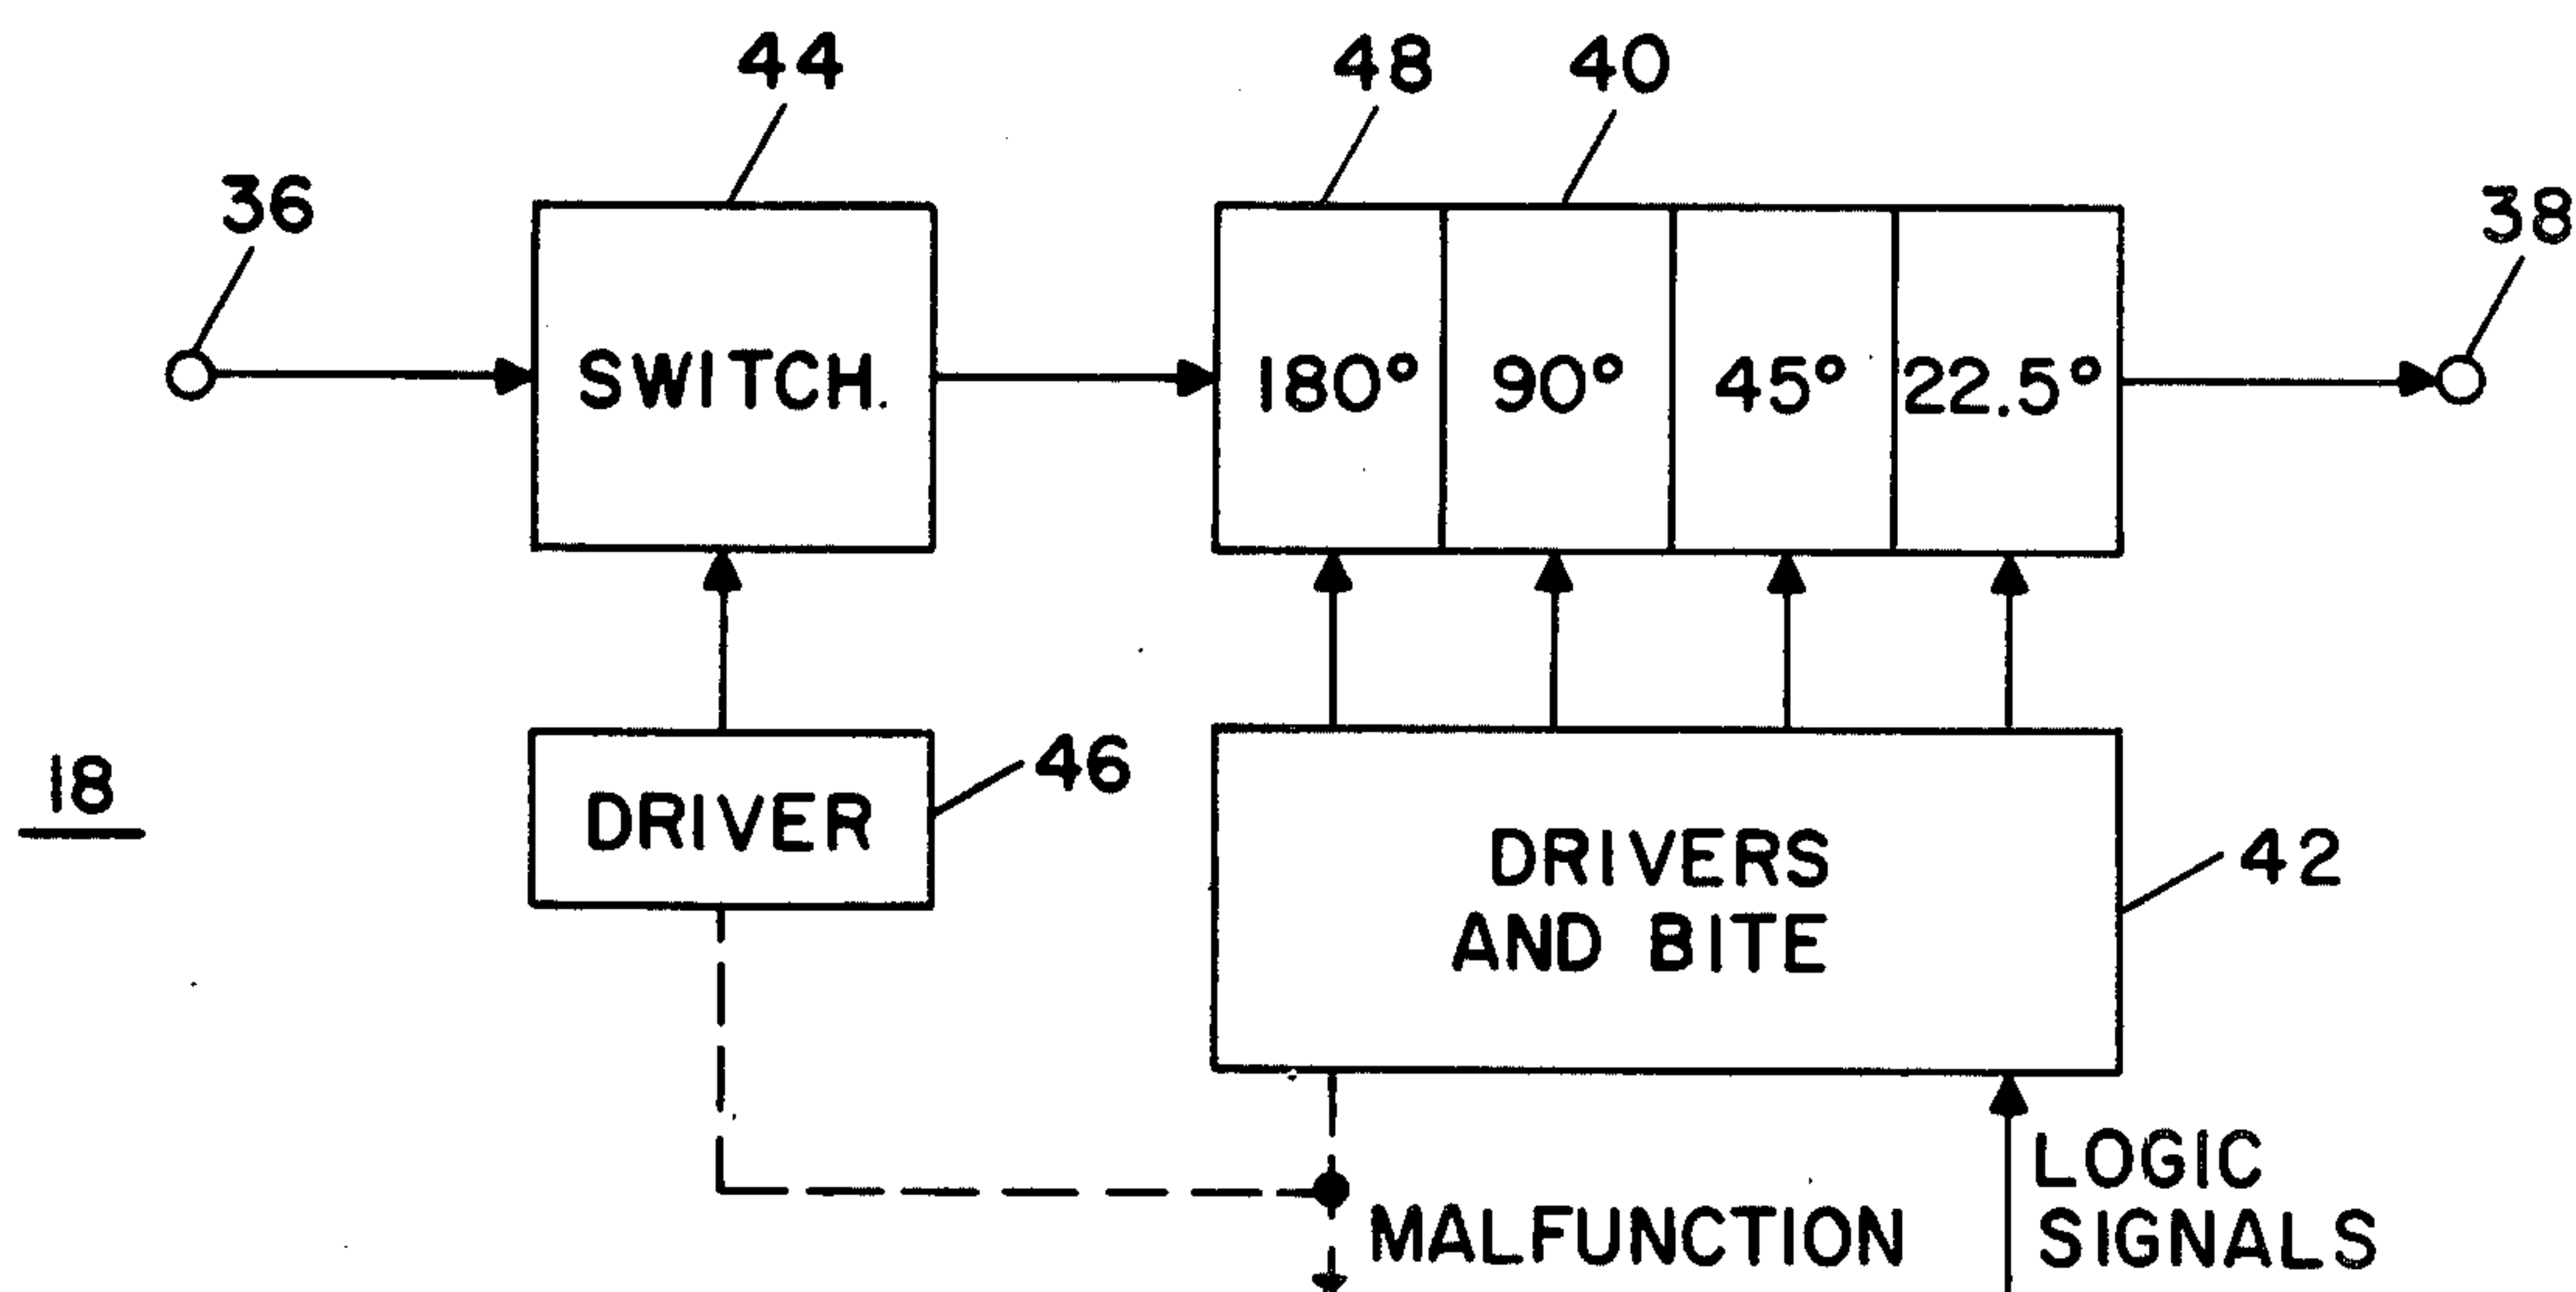 44
48
40
36
38
SWITCH
180°
90°
45°
22.5°
18
DRIVER
46
DRIVERS
AND BITE
42
MALFUNCTION
LOGIC
SIGNALS